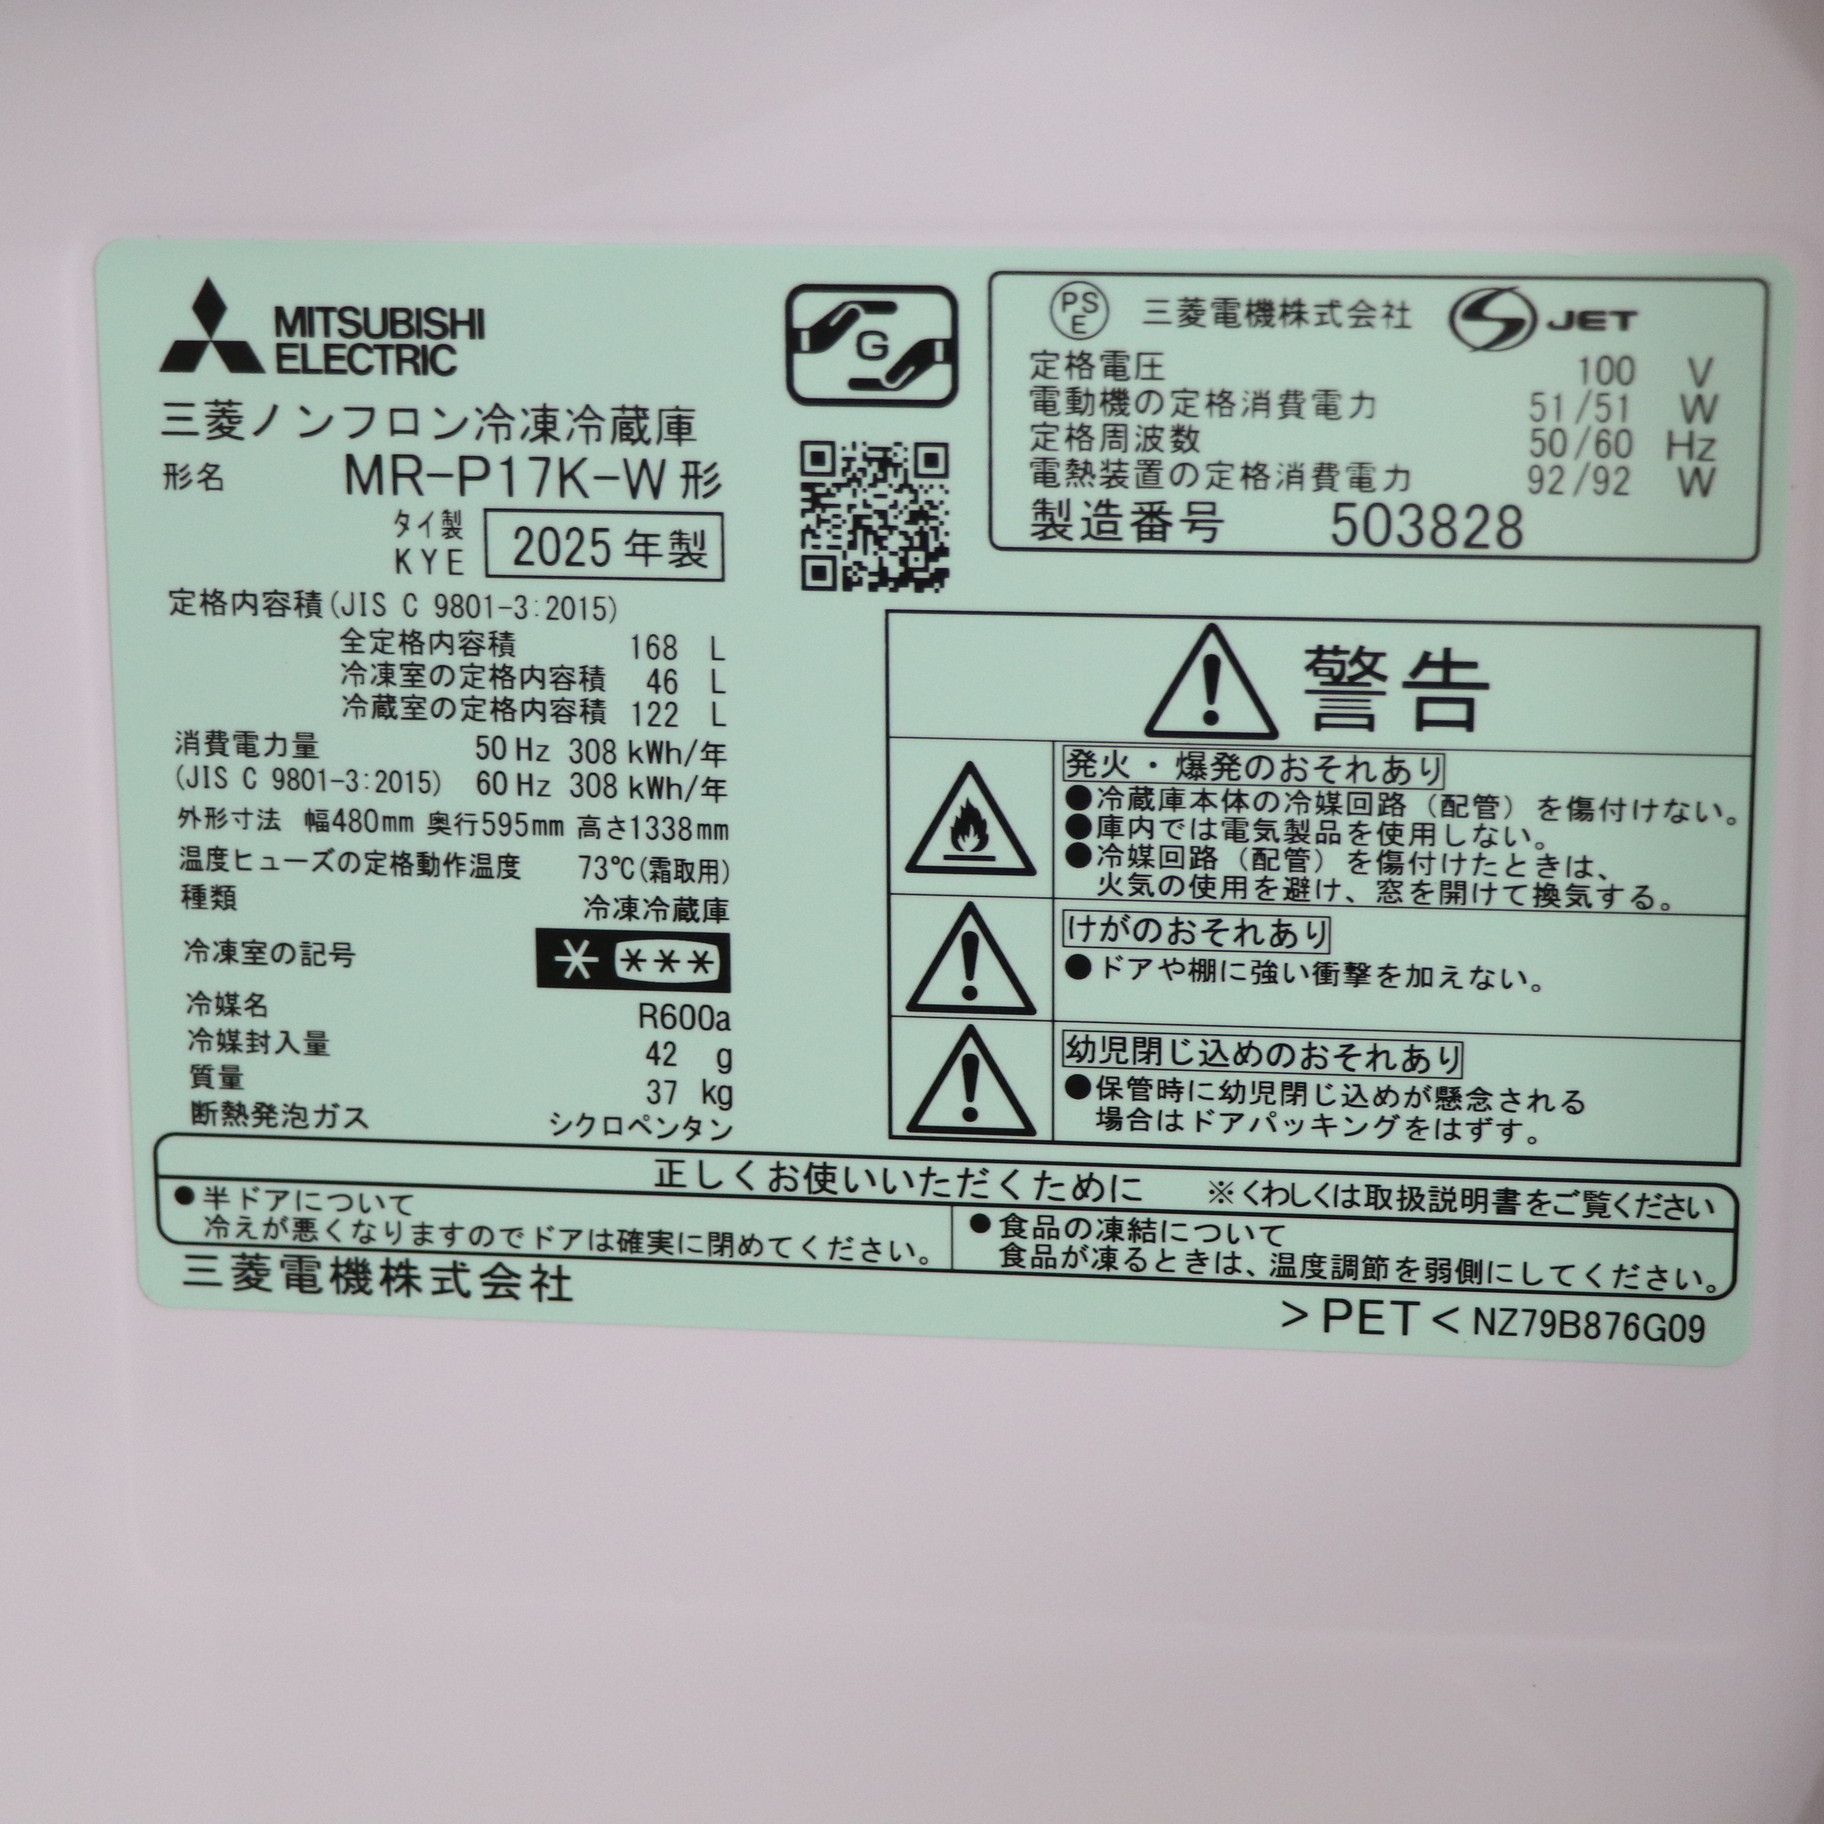 MITSUBISHI
ELECTRIC
三菱ノンフロン冷凍冷蔵庫
形名 MR-P17K-W 形
タイ製
KYE
2025 年製
定格内容積(JIS C 9801-3:2015)
全定格内容積 168 L
冷凍室の定格内容積 46 L
冷蔵室の定格内容積 122 L
消費電力量 50 Hz 308 kWh/年
(JIS C 9801-3:2015) 60 Hz 308 kWh/年
外形寸法 幅480mm 奥行595mm 高さ1338mm
温度ヒューズの定格動作温度 73℃(霜取用)
種類 冷凍冷蔵庫
冷凍室の記号 * ***
冷媒名 R600a
冷媒封入量 42 g
質量 37 kg
断熱発泡ガス シクロペンタン
G
PS
E
三菱電機株式会社 S JET
定格電圧 100 V
電動機の定格消費電力 51/51 W
定格周波数 50/60 Hz
電熱装置の定格消費電力 92/92 W
製造番号 503828
警告
発火・爆発のおそれあり
●冷蔵庫本体の冷媒回路（配管）を傷付けない。
●庫内では電気製品を使用しない。
●冷媒回路（配管）を傷付けたときは、
火気の使用を避け、窓を開けて換気する。
けがのおそれあり
●ドアや棚に強い衝撃を加えない。
幼児閉じ込めのおそれあり
●保管時に幼児閉じ込めが懸念される
場合はドアパッキングをはずす。
正しくお使いいただくために ※くわしくは取扱説明書をご覧ください
●半ドアについて
冷えが悪くなりますのでドアは確実に閉めてください。
●食品の凍結について
食品が凍るときは、温度調節を弱側にしてください。
三菱電機株式会社
>PET< NZ79B876G09